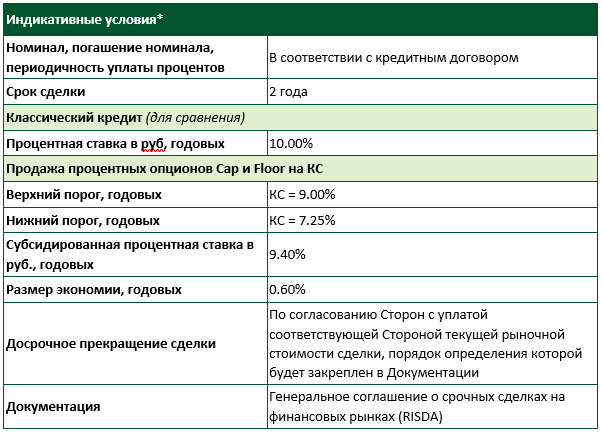 Индикативные условия*
Номинал, погашение номинала,
периодичность уплаты процентов
В соответствии с кредитным договором
Срок сделки
2 года
Классический кредит (для сравнения)
Процентная ставка в руб, годовых
10.00%
Продажа процентных опционов Cap и Floor на КС
Верхний порог, годовых
КС = 9.00%
Нижний порог, годовых
КС = 7.25%
Субсидированная процентная ставка в
руб., годовых
9.40%
Размер экономии, годовых
0.60%
Досрочное прекращение сделки
По согласованию Сторон с уплатой
соответствующей Стороной текущей рыночной
стоимости сделки, порядок определения которой
будет закреплен в Документации
Документация
Генеральное соглашение о срочных сделках на
финансовых рынках (RISDA)